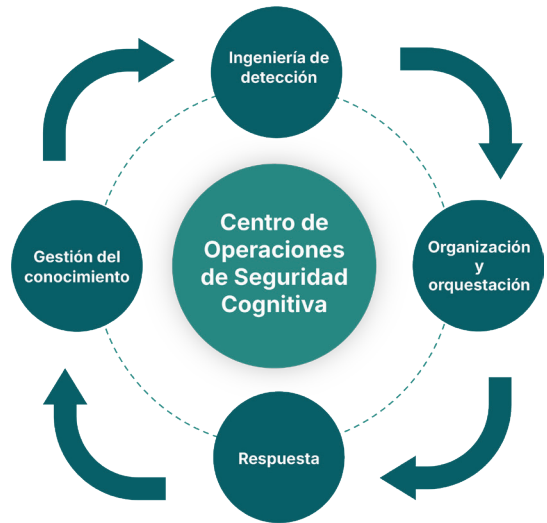 Ingeniería de
detección
Centro de
Operaciones
de Seguridad
Cognitiva
Gestión del
conocimiento
Organización
y
orquestación
Respuesta